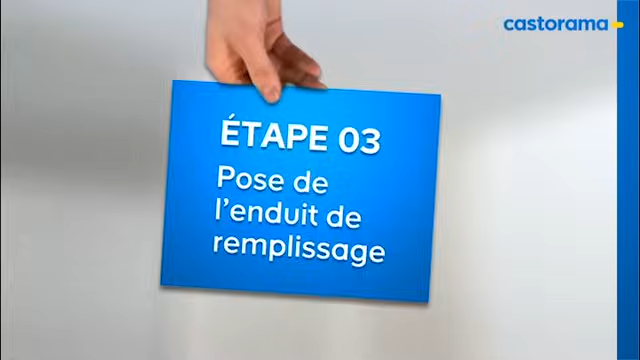 castorama
ÉTAPE 03
Pose de
l'enduit de
remplissage